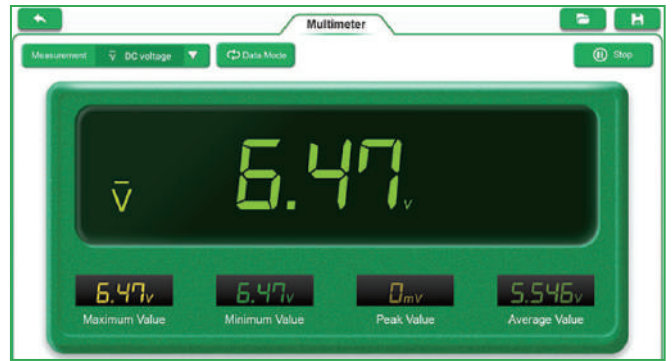 Multimeter
Measurement V DC voltage Data Mode Stop
6.47 v
V
6.47v 6.47v 0mv 5.546v
Maximum Value Minimum Value Peak Value Average Value